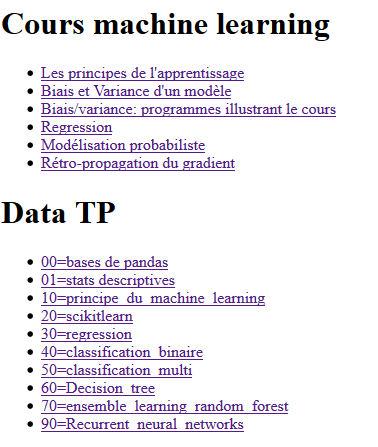 Cours machine learning
Les principes de l'apprentissage
Biais et Variance d'un modèle
Biais/variance: programmes illustrant le cours
Regression
Modélisation probabiliste
Rétro-propagation du gradient
Data TP
00=bases de pandas
01=stats descriptives
10=principe_du_machine_learning
20=scikitlearn
30=regression
40=classification_binaire
50=classification_multi
60=Decision_tree
70=ensemble_learning_random_forest
90=Recurrent_neural_networks